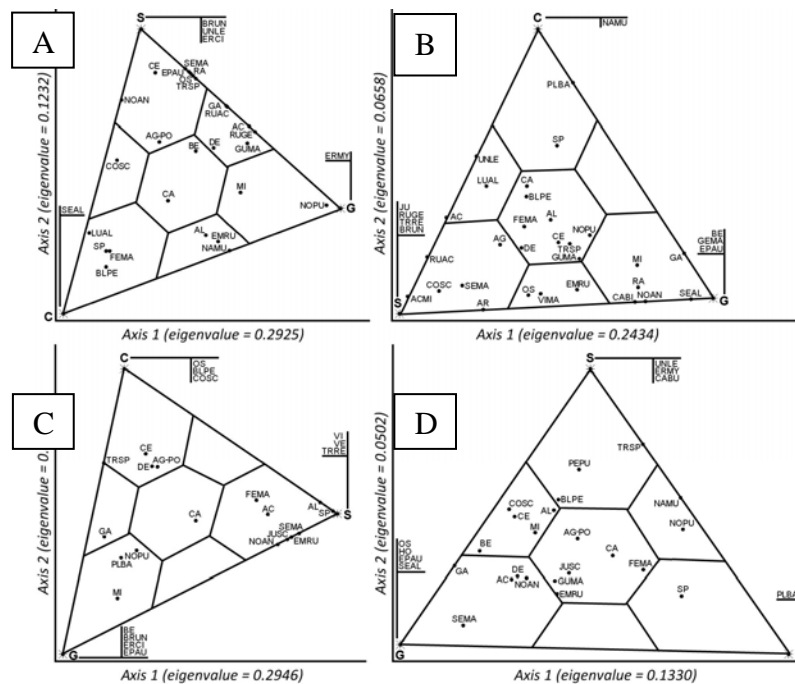 A
S
BRUN
UNLE
ERCI
CE
SEMA
EPAU
RA
OS
TRSP
NOAN
GA
RUAC
AC
RUGE
GUMA
AG-PO
BE
DE
COSC
ERMY
MI
NOPU
G
CA
SEAL
LUAL
SP
FEMA
BLPE
AL
EMRU
NAMU
C
Axis 2 (eigenvalue = 0.1232)
Axis 1 (eigenvalue = 0.2925)
B
C
NAMU
PLBA
SP
UNLE
LUAL
CA
BLPE
AC
FEMA
AL
NOPU
AG
DE
CE
TRSP
GUMA
JU
RUGE
TRRE
BRUN
RUAC
BE
GEMA
EPAU
GA
MI
COSC
SEMA
RA
EMRU
OS
VIMA
ACMI
AR
CABI
NOAN
SEAL
S
G
Axis 2 (eigenvalue = 0.0658)
Axis 1 (eigenvalue = 0.2434)
C
C
OS
BLPE
COSC
CE
DE
AG-PO
TRSP
VI
VE
TRRE
FEMA
AC
AL
SP
S
CA
SEMA
JUSC
NOAN
EMRU
GA
NOPU
PLBA
MI
BE
BRUN
ERCI
EPAU
G
Axis 2 (eigenvalue = 0.
Axis 1 (eigenvalue = 0.2946)
D
S
UNLE
ERMY
CABU
TRSP
PEPU
BLPE
COSC
CE
AL
NAMU
NOPU
MI
AG-PO
BE
CA
OS
HO
EPAU
SEAL
GA
AC
DE
NOAN
JUSC
GUMA
EMRU
FEMA
SP
PLBA
SEMA
G
Axis 2 (eigenvalue = 0.0502)
Axis 1 (eigenvalue = 0.1330)